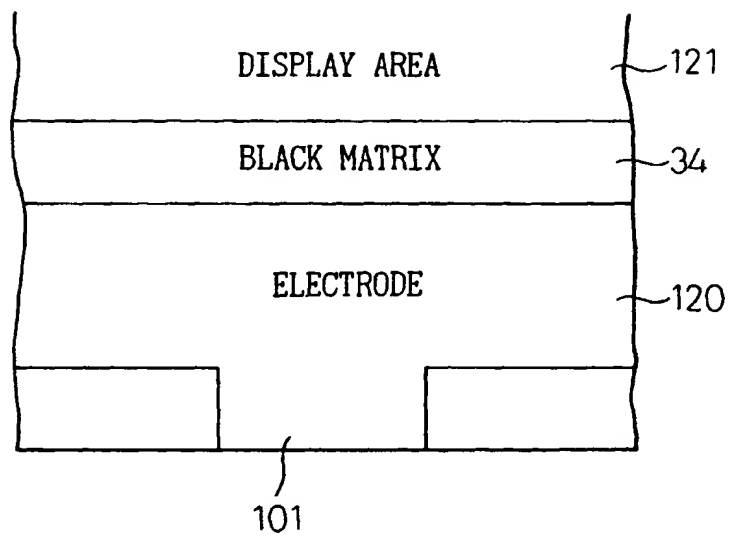 DISPLAY AREA
121
BLACK MATRIX
34
ELECTRODE
120
101